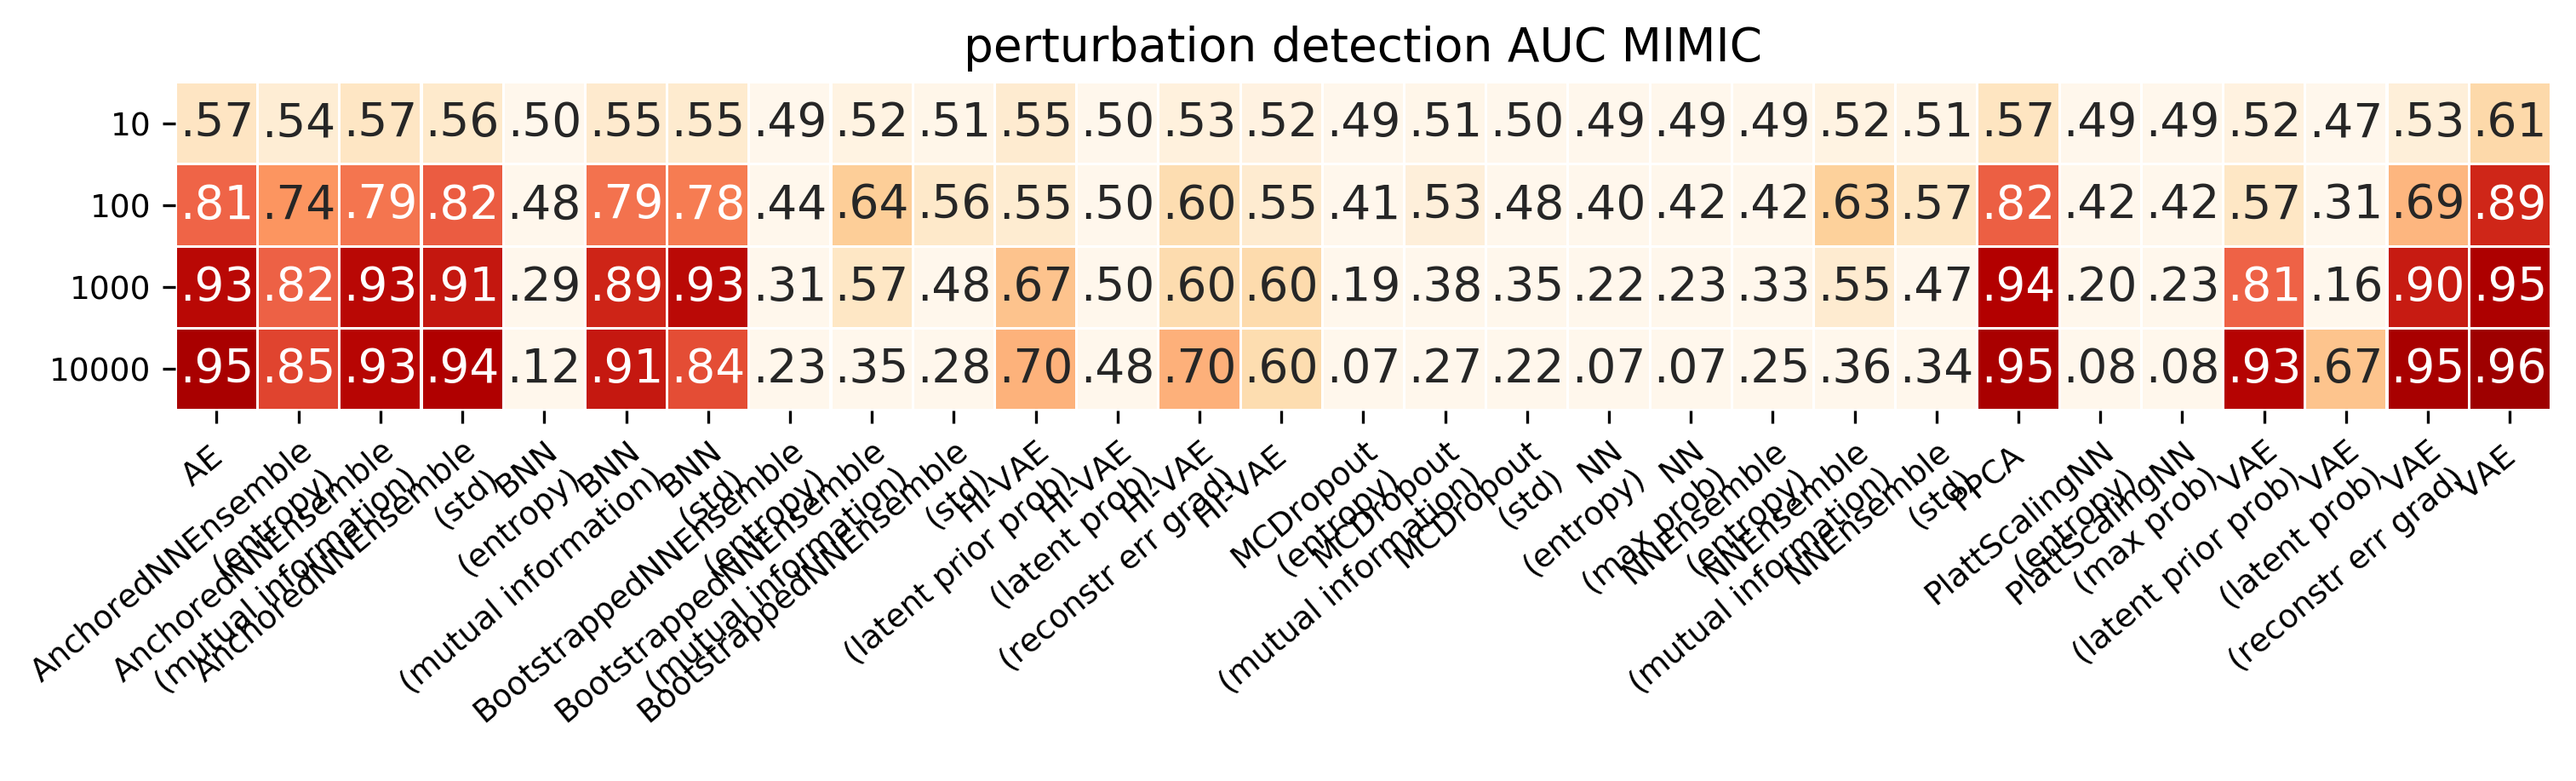 perturbation detection AUC MIMIC
10 .57 .54 .57 .56 .50 .55 .55 .49 .52 .51 .55 .50 .53 .52 .49 .51 .50 .49 .49 .49 .52 .51 .57 .49 .49 .52 .47 .53 .61
100 .81 .74 .79 .82 .48 .79 .78 .44 .64 .56 .55 .50 .60 .55 .41 .53 .48 .40 .42 .42 .63 .57 .82 .42 .42 .57 .31 .69 .89
1000 .93 .82 .93 .91 .29 .89 .93 .31 .57 .48 .67 .50 .60 .60 .19 .38 .35 .22 .23 .33 .55 .47 .94 .20 .23 .81 .16 .90 .95
10000 .95 .85 .93 .94 .12 .91 .84 .23 .35 .28 .70 .48 .70 .60 .07 .27 .22 .07 .07 .25 .36 .34 .95 .08 .08 .93 .67 .95 .96
AE
AnchoredNNEnsemble
(entropy)
AnchoredNNEnsemble
(mutual information)
AnchoredNNEnsemble
(std)
BNN
(entropy)
BNN
(mutual information)
BNN
(std)
BootstrappedNNEnsemble
(entropy)
BootstrappedNNEnsemble
(mutual information)
BootstrappedNNEnsemble
(std)
HI-VAE
(latent prior prob)
HI-VAE
(latent prob)
HI-VAE
(reconstr err grad)
HI-VAE
MCDropout
(entropy)
MCDropout
(mutual information)
MCDropout
(std)
NN
(entropy)
NN
(max prob)
NNEnsemble
(entropy)
NNEnsemble
(mutual information)
NNEnsemble
(std)
PPCA
PlattScalingNN
(entropy)
PlattScalingNN
(max prob)
VAE
(latent prior prob)
VAE
(latent prob)
VAE
(reconstr err grad)
VAE